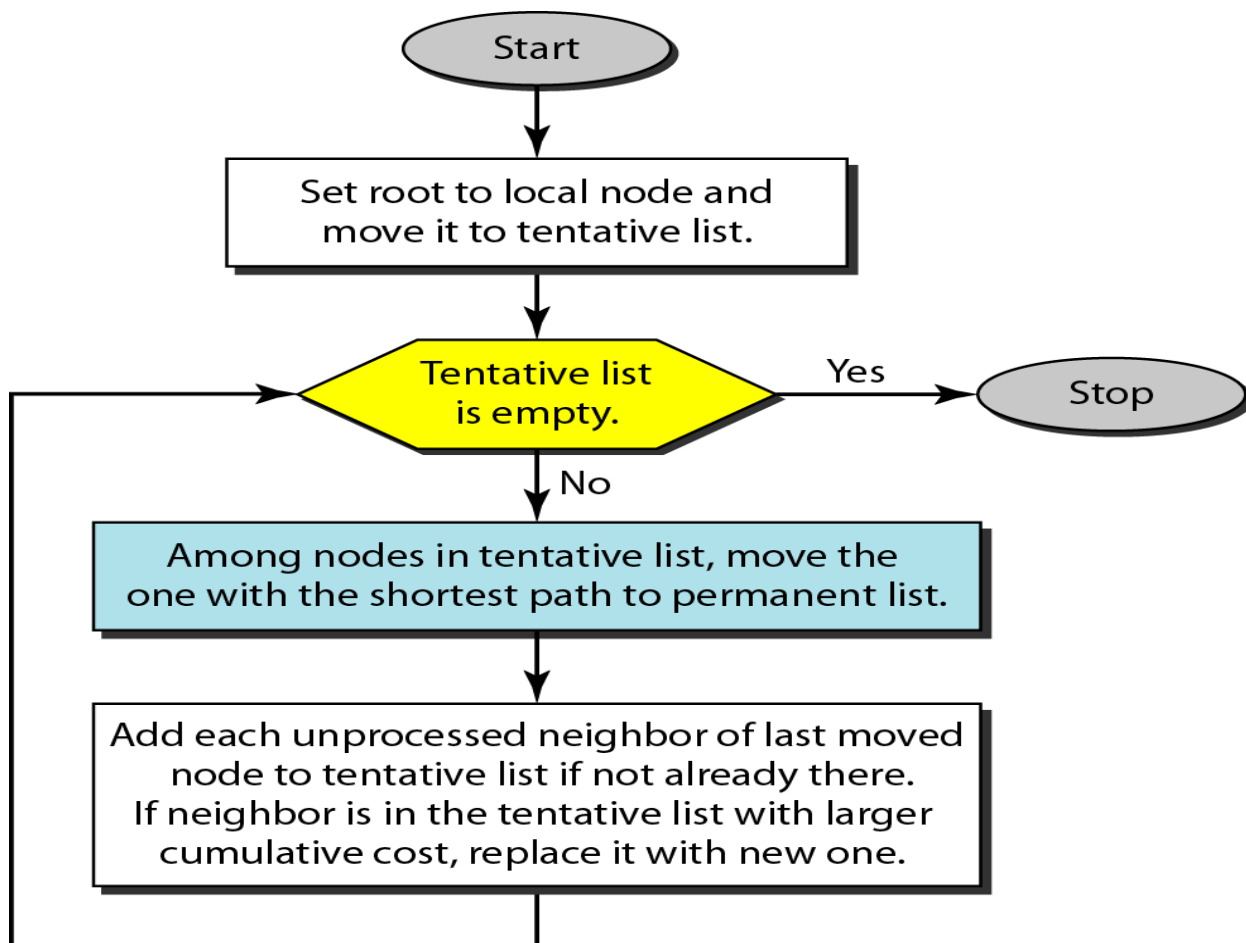 Start
Set root to local node and
move it to tentative list.
Tentative list
is empty.
Yes
Stop
No
Among nodes in tentative list, move the
one with the shortest path to permanent list.
Add each unprocessed neighbor of last moved
node to tentative list if not already there.
If neighbor is in the tentative list with larger
cumulative cost, replace it with new one.